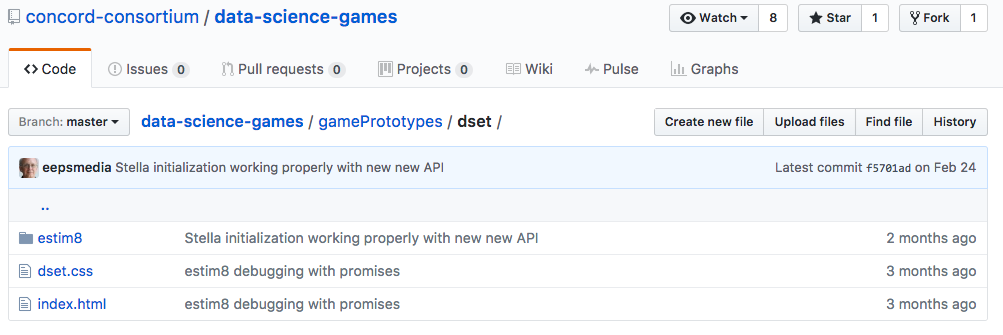 concord-consortium / data-science-games Watch 8 Star 1 Fork 1
Code Issues 0 Pull requests 0 Projects 0 Wiki Pulse Graphs
Branch: master data-science-games / gamePrototypes / dset / Create new file Upload files Find file History
eepsmedia Stella initialization working properly with new new API Latest commit f5701ad on Feb 24
..
estim8 Stella initialization working properly with new new API 2 months ago
dset.css estim8 debugging with promises 3 months ago
index.html estim8 debugging with promises 3 months ago